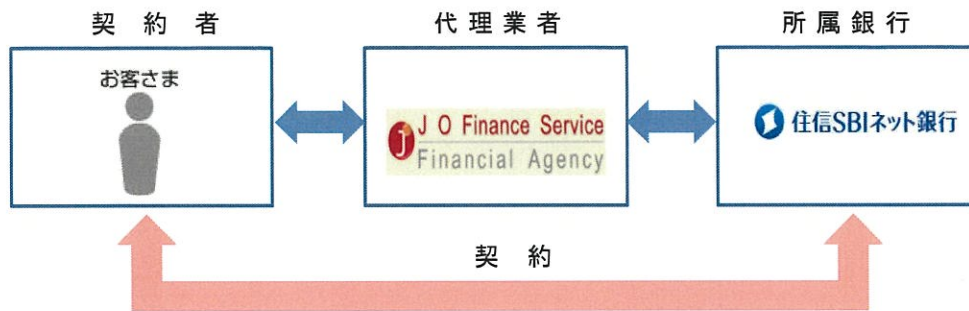 契約者
代理業者
所属銀行
お客さま
J O Finance Service
Financial Agency
住信SBIネット銀行
契約